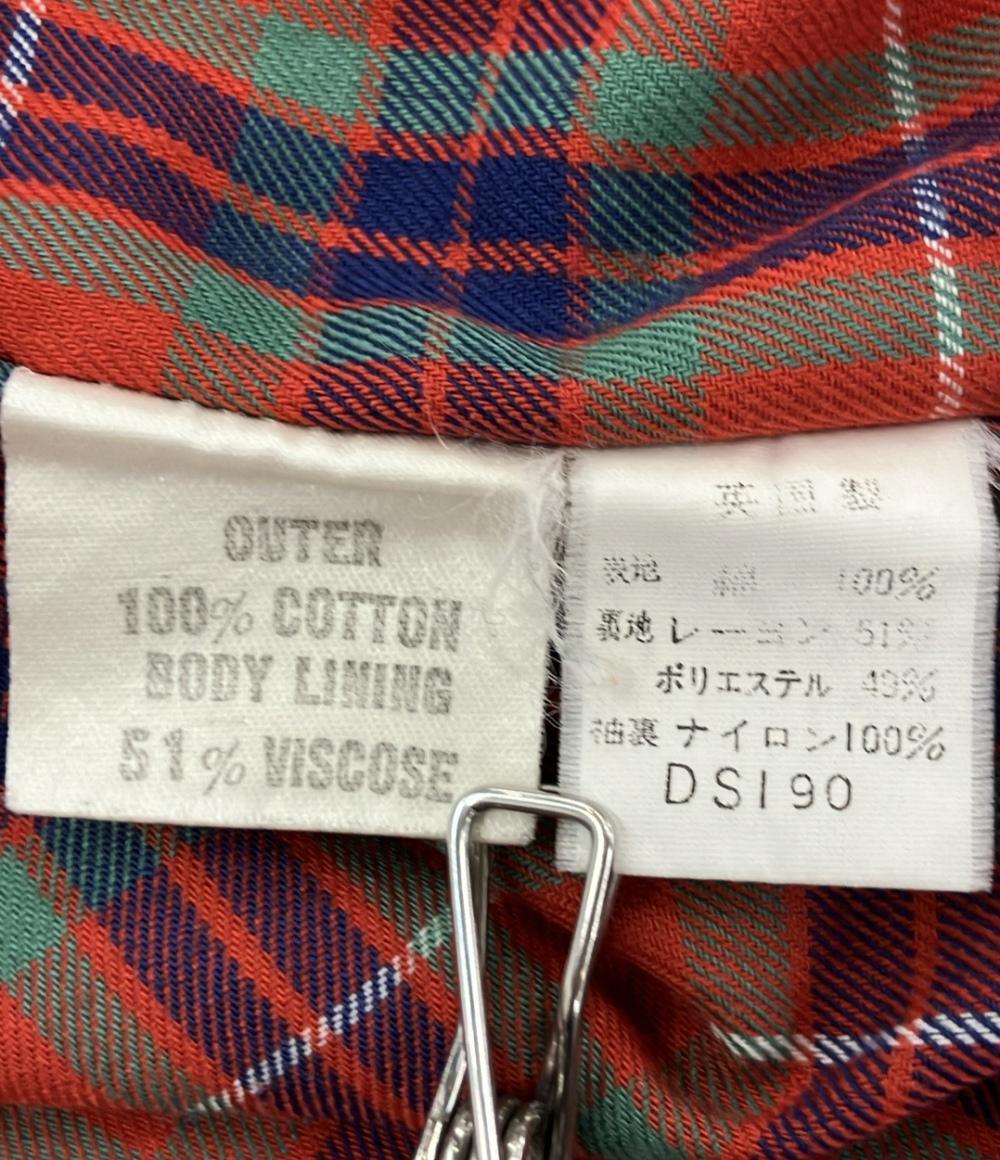 OUTER
100% COTTON
BODY LINING
51% VISCOSE
英国製
表地 綿 100%
裏地 レーヨン 51%
ポリエステル 49%
袖裏 ナイロン100%
DS190